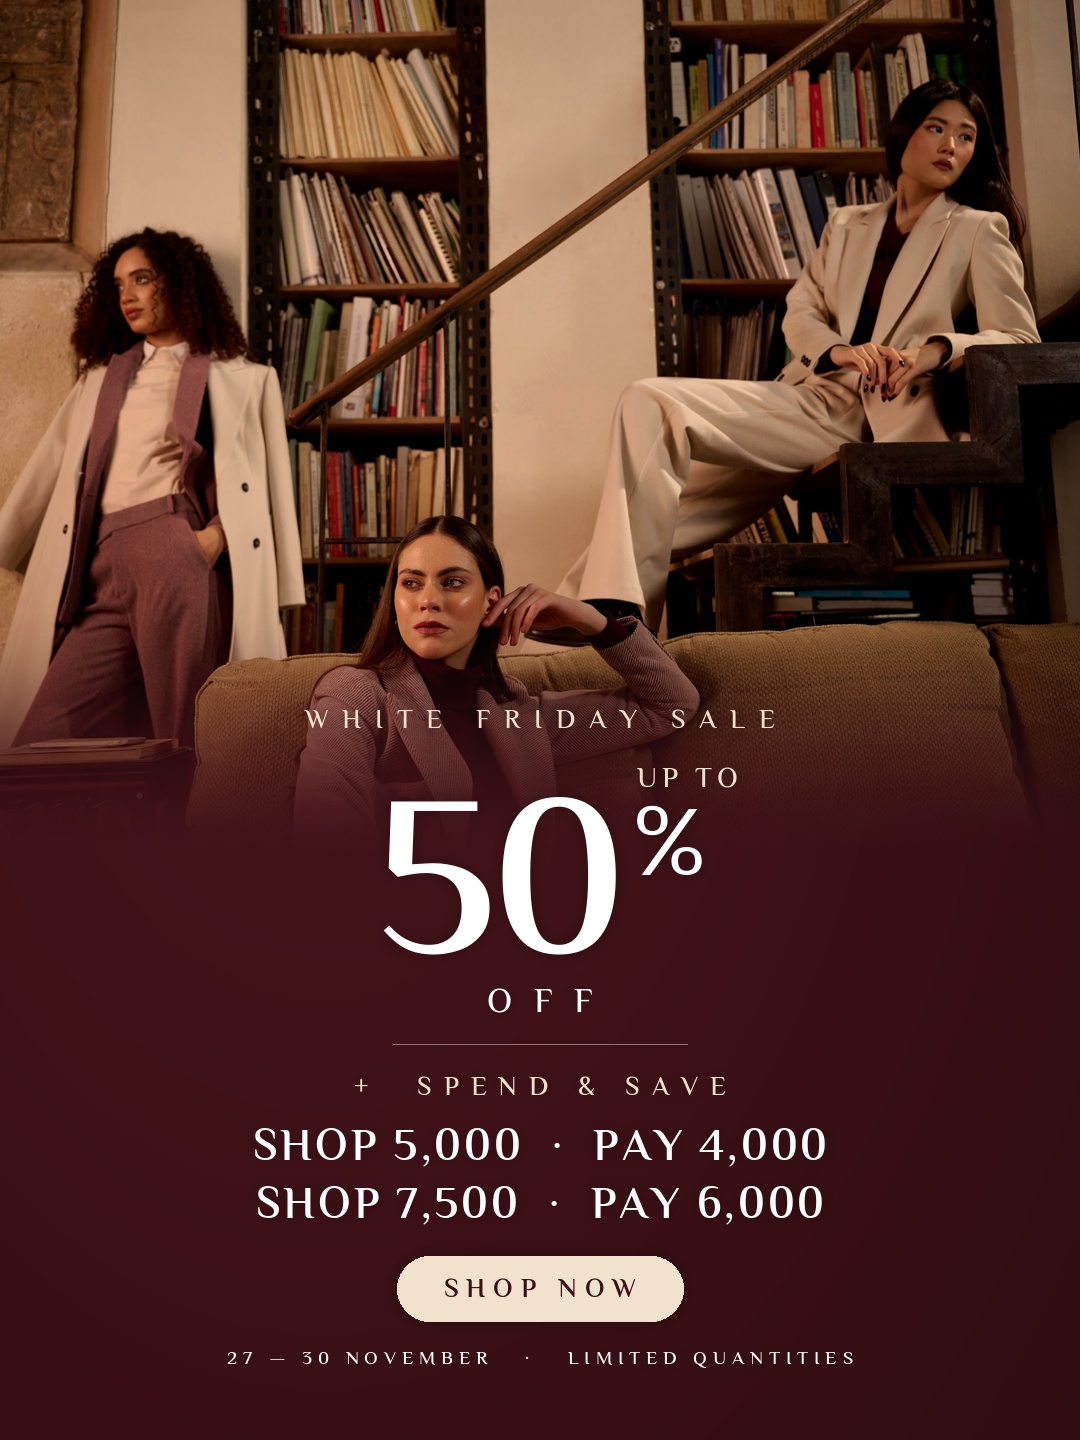 WHITE FRIDAY SALE
UP TO
50%
OFF
+ SPEND & SAVE
SHOP 5,000 · PAY 4,000
SHOP 7,500 · PAY 6,000
SHOP NOW
27 — 30 NOVEMBER · LIMITED QUANTITIES